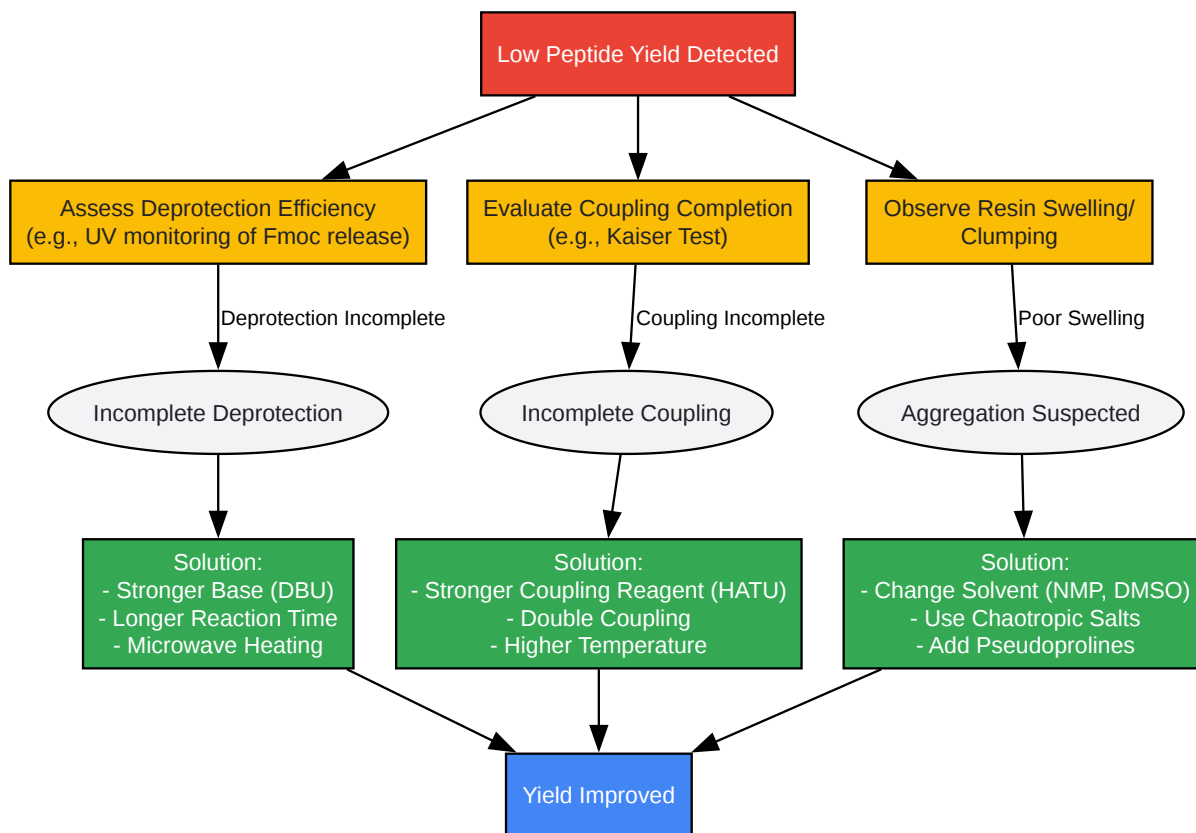 Low Peptide Yield Detected
Assess Deprotection Efficiency
(e.g., UV monitoring of Fmoc release)
Evaluate Coupling Completion
(e.g., Kaiser Test)
Observe Resin Swelling/
Clumping
Deprotection Incomplete
Coupling Incomplete
Poor Swelling
Incomplete Deprotection
Incomplete Coupling
Aggregation Suspected
Solution:
- Stronger Base (DBU)
- Longer Reaction Time
- Microwave Heating
Solution:
- Stronger Coupling Reagent (HATU)
- Double Coupling
- Higher Temperature
Solution:
- Change Solvent (NMP, DMSO)
- Use Chaotropic Salts
- Add Pseudoprolines
Yield Improved